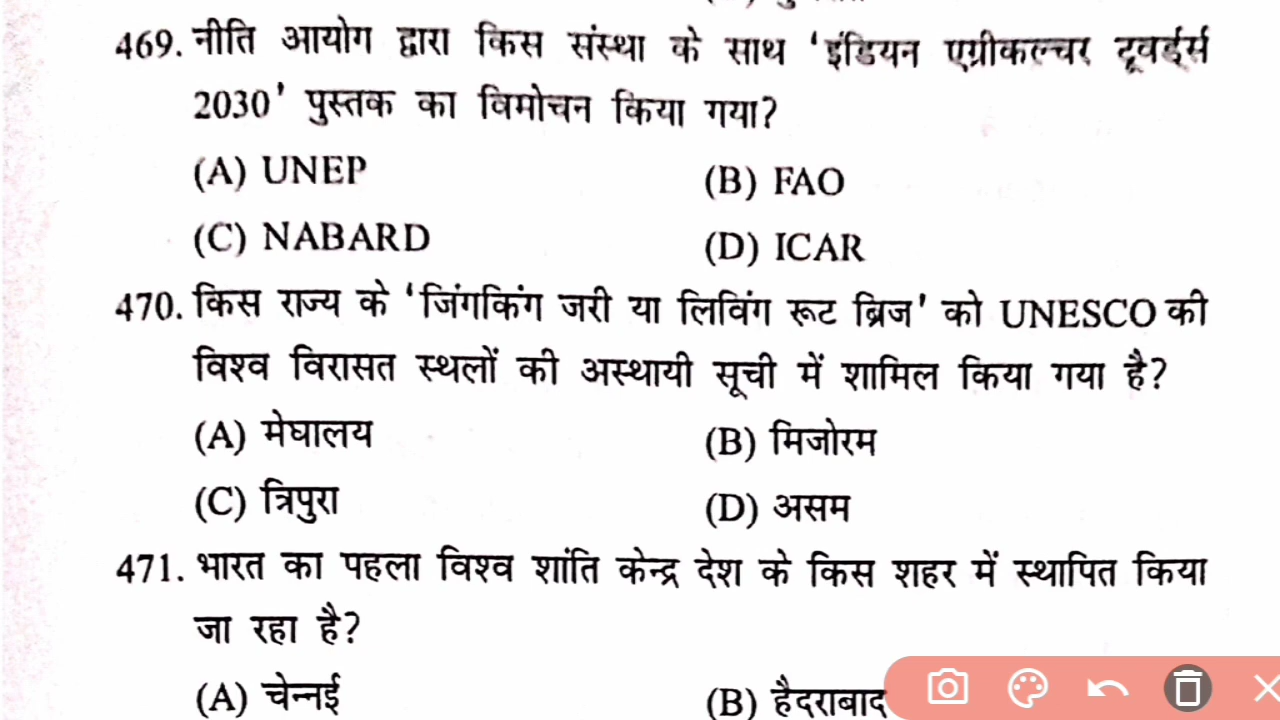 469. नीति आयोग द्वारा किस संस्था के साथ 'इंडियन एग्रीकल्चर टूवर्ड्स
2030' पुस्तक का विमोचन किया गया?
(A) UNEP (B) FAO
(C) NABARD (D) ICAR
470. किस राज्य के 'जिंगकिंग जरी या लिविंग रूट ब्रिज' को UNESCO की
विश्व विरासत स्थलों की अस्थायी सूची में शामिल किया गया है?
(A) मेघालय (B) मिजोरम
(C) त्रिपुरा (D) असम
471. भारत का पहला विश्व शांति केन्द्र देश के किस शहर में स्थापित किया
जा रहा है?
(A) चेन्नई (B) हैदराबाद